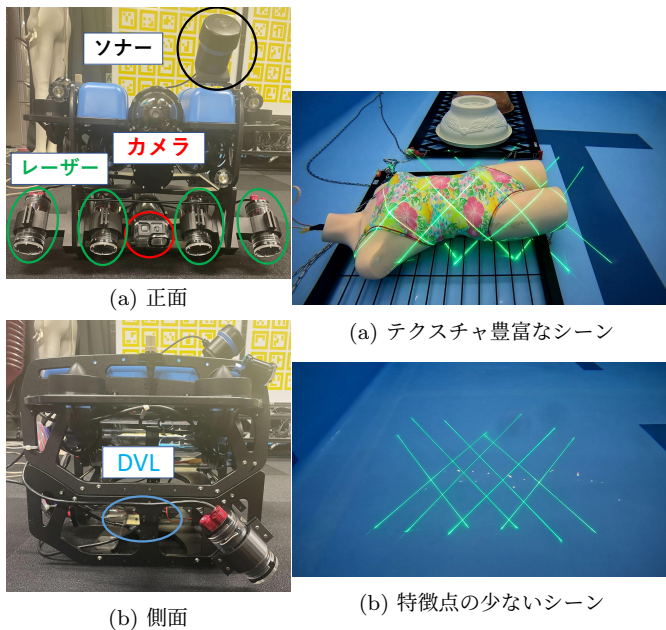 ソナー
カメラ
レーザー
(a) 正面
(a) テクスチャ豊富なシーン
DVL
(b) 側面
(b) 特徴点の少ないシーン